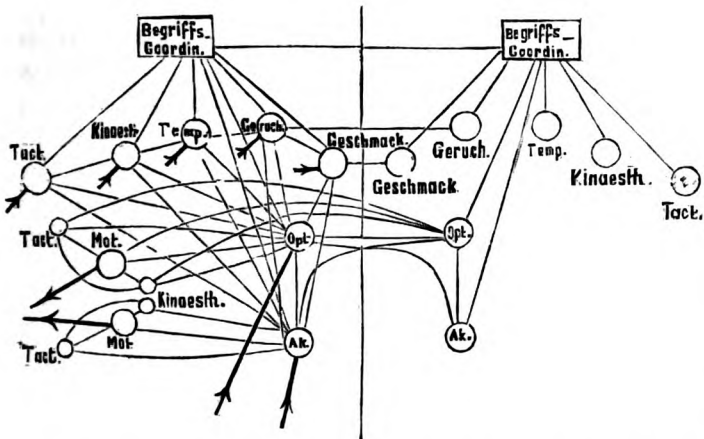 Begriffs_
Coordin.
Begriffs_
Coordin.
Tact.
Kinaesth.
Temp.
Geruch.
Geschmack.
Geschmack
Geruch.
Temp.
Kinaesth.
Tact.
Tact.
Mot.
Opt.
Opt.
Kinaesth.
Mot.
Tact.
Ak.
Ak.